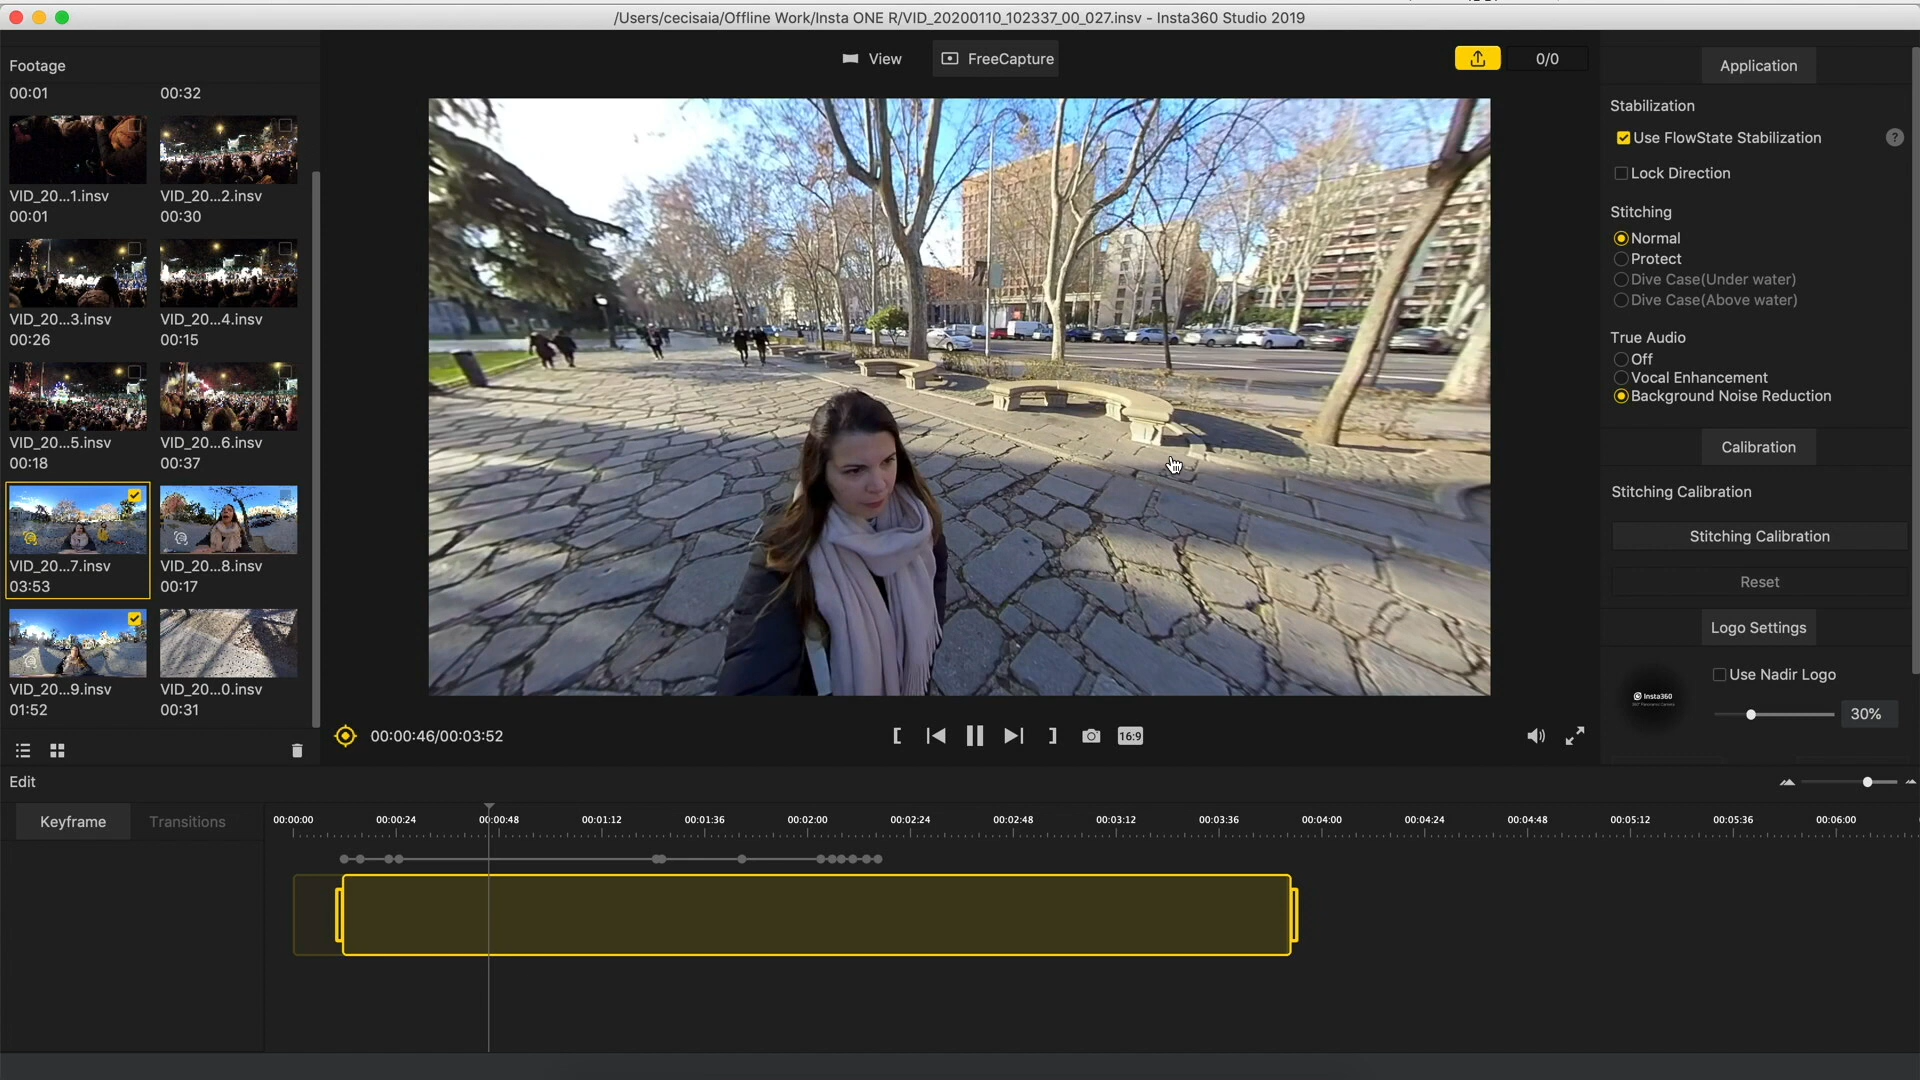 /Users/cecisaia/Offline Work/Insta ONE R/VID_20200110_102337_00_027.insv - Insta360 Studio 2019
Footage
View
FreeCapture
0/0
Application
00:01
00:32
VID_20...1.insv
VID_20...2.insv
00:01
00:30
VID_20...3.insv
VID_20...4.insv
00:26
00:15
VID_20...5.insv
VID_20...6.insv
00:18
00:37
VID_20...7.insv
VID_20...8.insv
03:53
00:17
VID_20...9.insv
VID_20...0.insv
01:52
00:31
Stabilization
Use FlowState Stabilization
?
Lock Direction
Stitching
Normal
Protect
Dive Case(Under water)
Dive Case(Above water)
True Audio
Off
Vocal Enhancement
Background Noise Reduction
Calibration
Stitching Calibration
Stitching Calibration
Reset
Logo Settings
Use Nadir Logo
Insta360
30%
00:00:46/00:03:52
16:9
Edit
Keyframe
Transitions
00:00:00 00:00:24 00:00:48 00:01:12 00:01:36 00:02:00 00:02:24 00:02:48 00:03:12 00:03:36 00:04:00 00:04:24 00:04:48 00:05:12 00:05:36 00:06:00